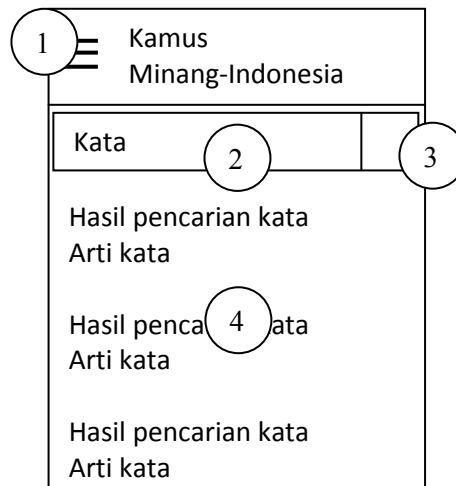 1
Kamus
Minang-Indonesia
Kata
2
3
Hasil pencarian kata
Arti kata
Hasil penca 4 ata
Arti kata
Hasil pencarian kata
Arti kata